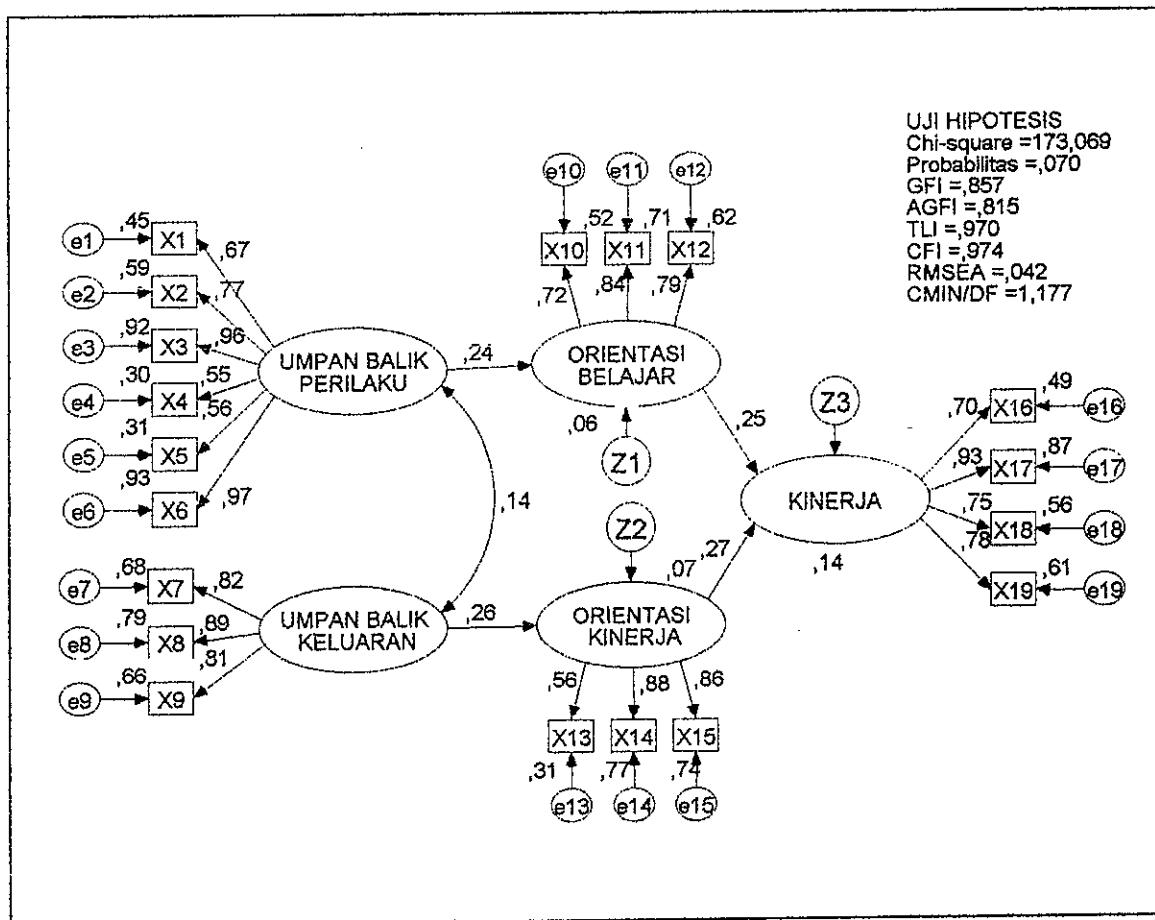 UJI HIPOTESIS
Chi-square =173,069
Probabilitas =,070
GFI =,857
AGFI =,815
TLI =,970
CFI =,974
RMSEA =,042
CMIN/DF =1,177
e10
e11
e12
,52
,71
,62
X10
X11
X12
,72
,84
,79
e1
,45
X1
,67
e2
,59
X2
,77
e3
,92
X3
,96
e4
,30
X4
,55
e5
,31
X5
,56
e6
,93
X6
,97
UMPAN BALIK
PERILAKU
,24
ORIENTASI
BELAJAR
,06
Z1
,25
Z3
,14
Z2
KINERJA
,14
,70
X16
,49
e16
,93
X17
,87
e17
,75
X18
,56
e18
,78
X19
,61
e19
e7
,68
X7
,82
e8
,79
X8
,89
e9
,66
X9
,81
UMPAN BALIK
KELUARAN
,26
,07
,27
ORIENTASI
KINERJA
,56
,88
,86
X13
X14
X15
,31
,77
,74
e13
e14
e15